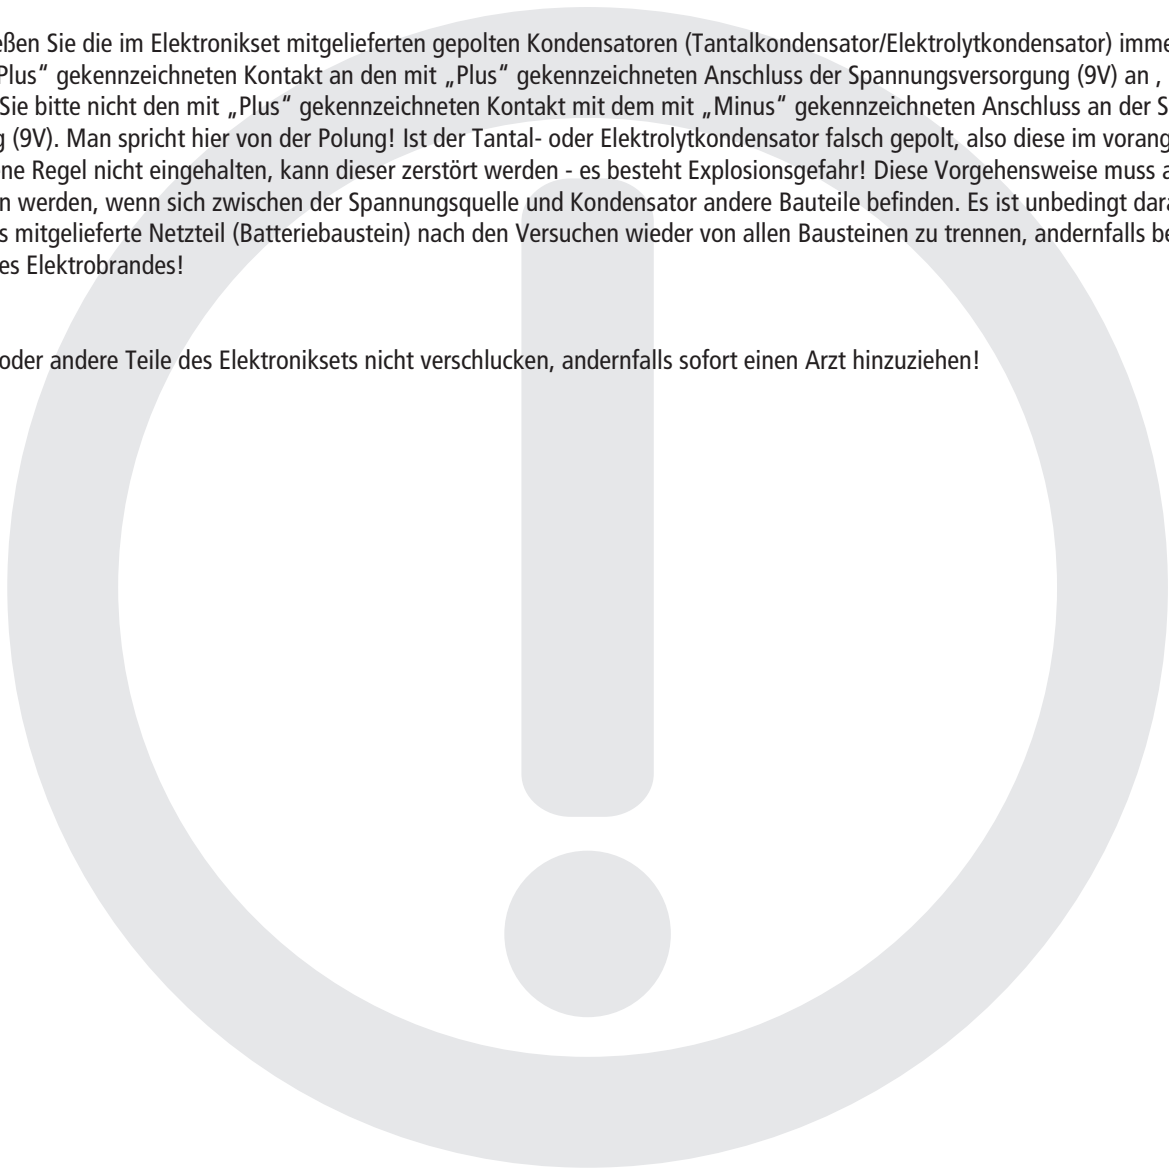 eßen Sie die im Elektronikset mitgelieferten gepolten Kondensatoren (Tantalkondensator/Elektrolytkondensator) imme
Plus“ gekennzeichneten Kontakt an den mit „Plus“ gekennzeichneten Anschluss der Spannungsversorgung (9V) an ,
Sie bitte nicht den mit „Plus“ gekennzeichneten Kontakt mit dem mit „Minus“ gekennzeichneten Anschluss an der S
g (9V). Man spricht hier von der Polung! Ist der Tantal- oder Elektrolytkondensator falsch gepolt, also diese im vorang
ne Regel nicht eingehalten, kann dieser zerstört werden - es besteht Explosionsgefahr! Diese Vorgehensweise muss a
n werden, wenn sich zwischen der Spannungsquelle und Kondensator andere Bauteile befinden. Es ist unbedingt dara
s mitgelieferte Netzteil (Batteriebaustein) nach den Versuchen wieder von allen Bausteinen zu trennen, andernfalls be
es Elektrobrandes!
oder andere Teile des Elektroniksets nicht verschlucken, andernfalls sofort einen Arzt hinzuziehen!